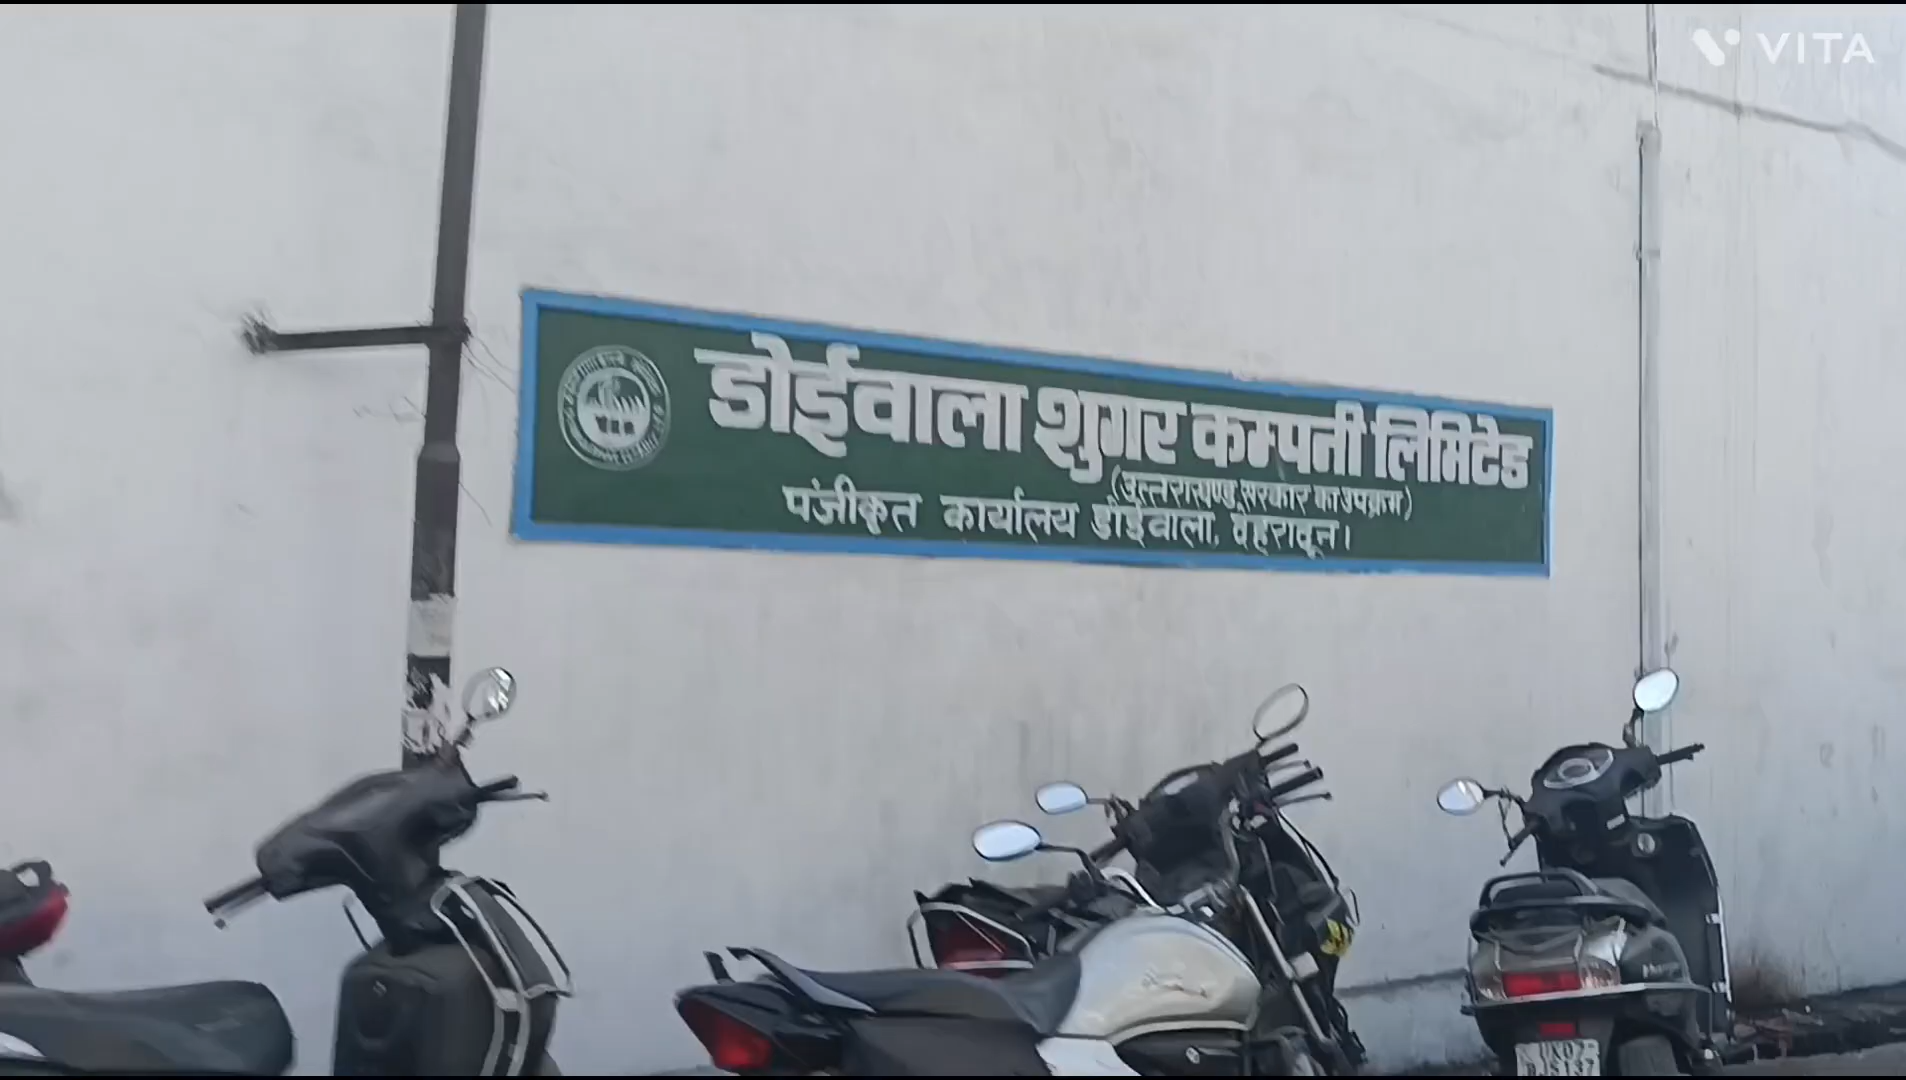 VITA
डोईवाला शुगर कम्पनी लिमिटेड
(उत्तराखण्ड सरकार का उपक्रम)
पंजीकृत कार्यालय डोईवाला, देहरादून।